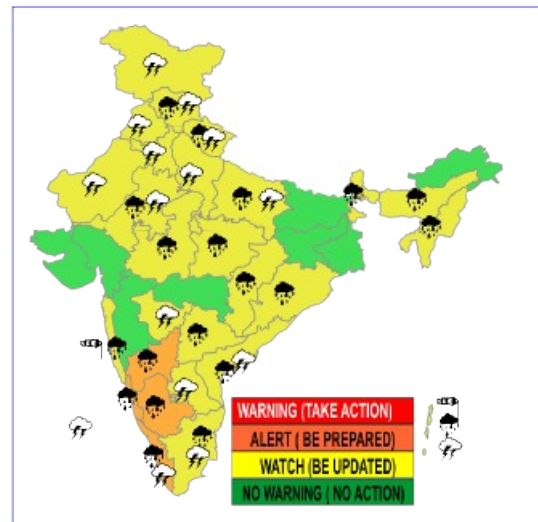 WARNING (TAKE ACTION)
ALERT ( BE PREPARED)
WATCH (BE UPDATED)
NO WARNING ( NO ACTION)